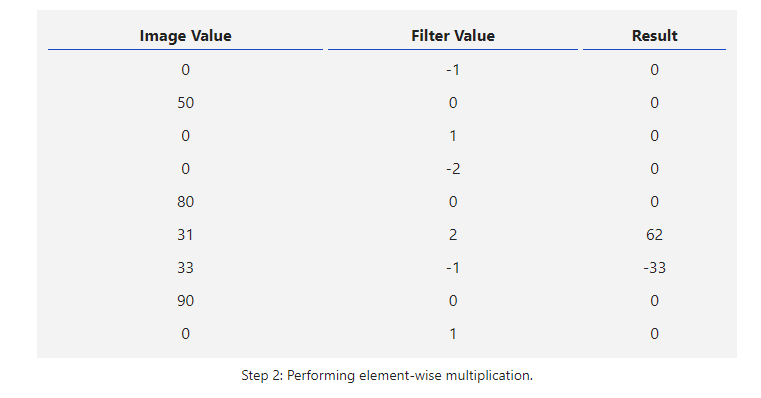 Image Value Filter Value Result
0 -1 0
50 0 0
0 1 0
0 -2 0
80 0 0
31 2 62
33 -1 -33
90 0 0
0 1 0
Step 2: Performing element-wise multiplication.